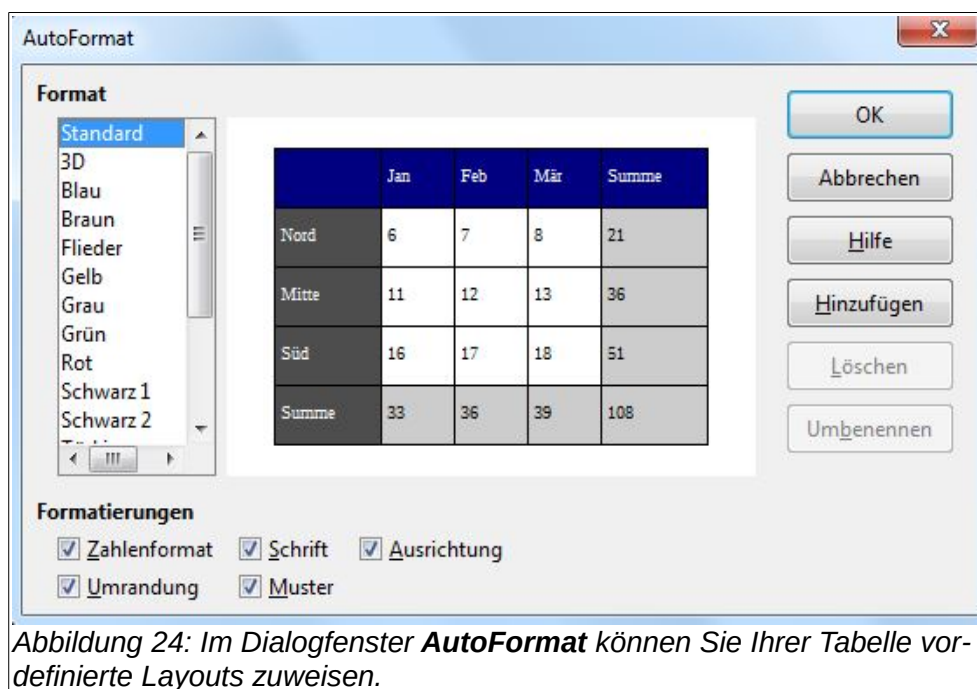 AutoFormat
Format
Standard
3D
Blau
Braun
Flieder
Gelb
Grau
Grün
Rot
Schwarz 1
Schwarz 2
Jan Feb Mär Summe
Nord 6 7 8 21
Mitte 11 12 13 36
Süd 16 17 18 51
Summe 33 36 39 108
OK
Abbrechen
Hilfe
Hinzufügen
Löschen
Umbenennen
Formatierungen
Zahlenformat Schrift Ausrichtung
Umrandung Muster
Abbildung 24: Im Dialogfenster AutoFormat können Sie Ihrer Tabelle vor-
definierte Layouts zuweisen.